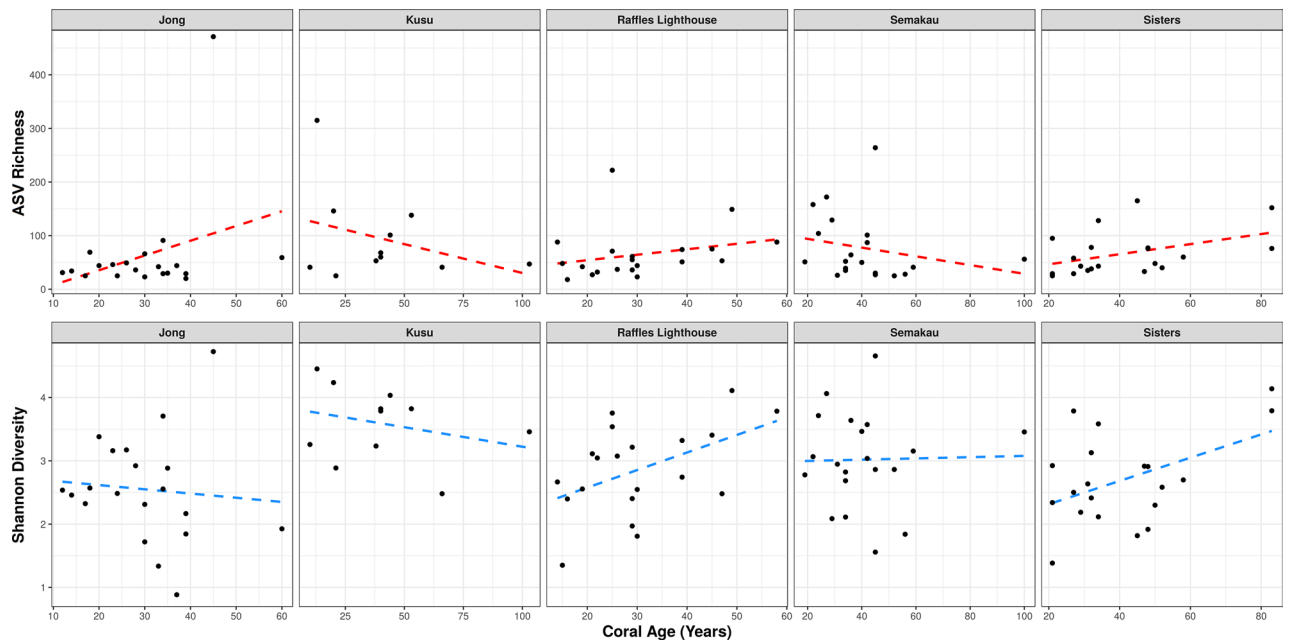 Jong Kusu Raffles Lighthouse Semakau Sisters
ASV Richness
400
300
200
100
0
10 20 30 40 50 60 25 50 75 100 20 30 40 50 60 20 40 60 80 100 20 40 60 80
Jong Kusu Raffles Lighthouse Semakau Sisters
Shannon Diversity
4
3
2
1
10 20 30 40 50 60 25 50 75 100 20 30 40 50 60 20 40 60 80 100 20 40 60 80
Coral Age (Years)